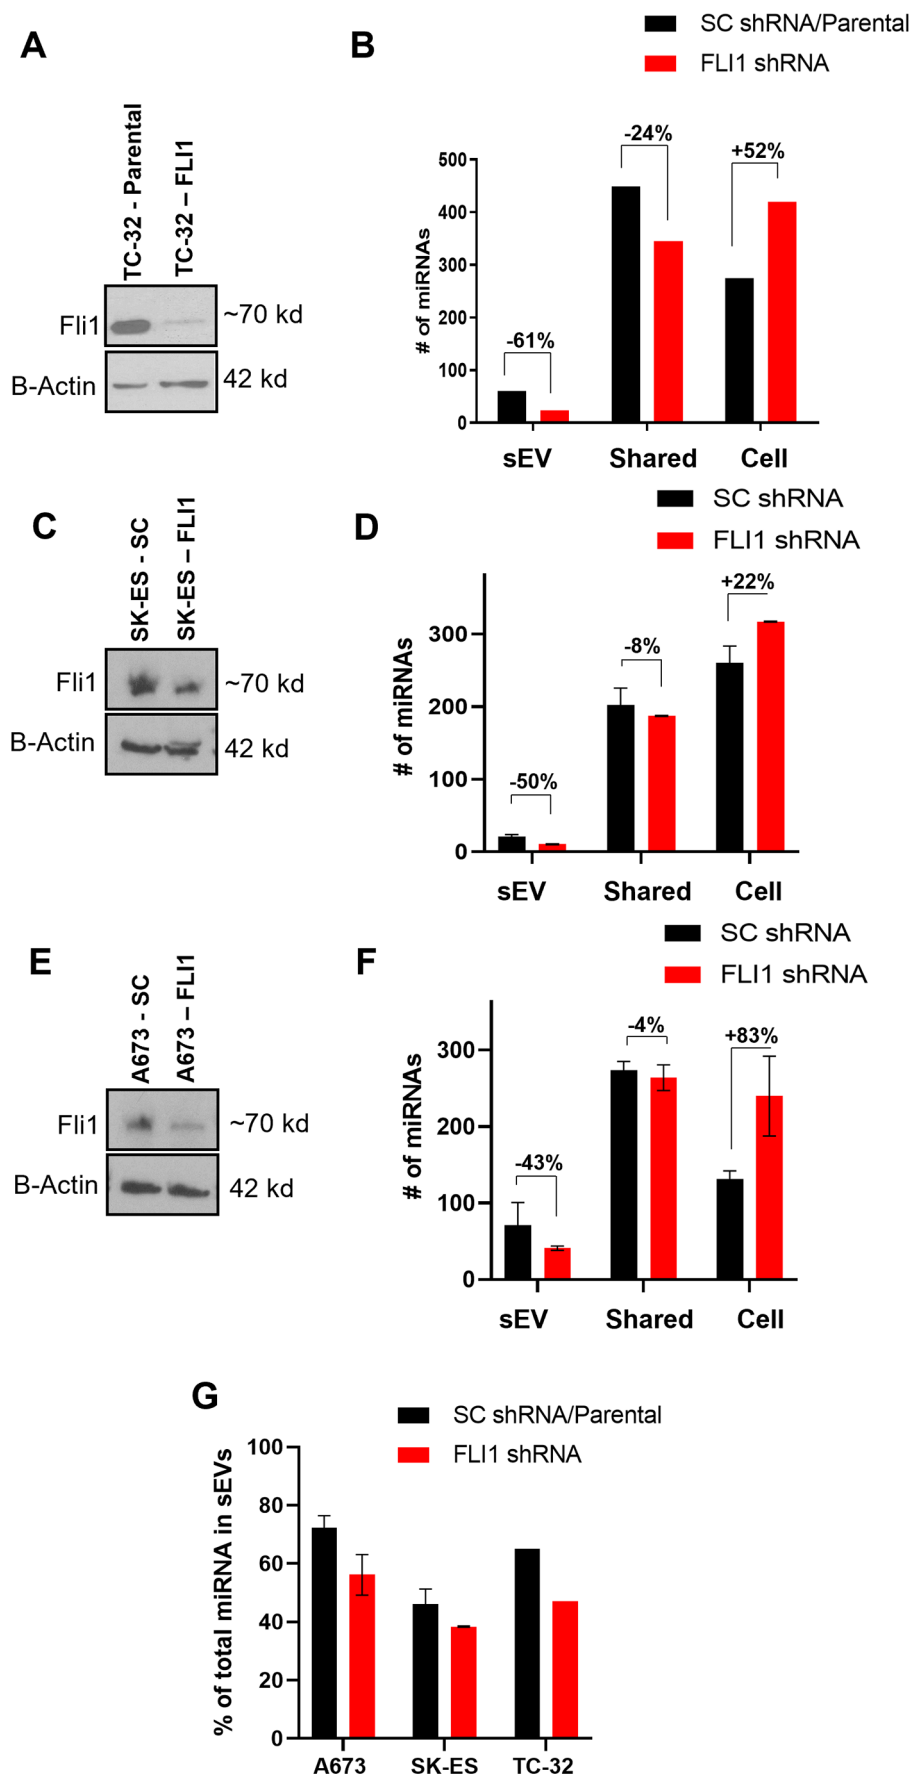 A
TC-32 - Parental
TC-32 – FLI1
Fli1
~70 kd
B-Actin
42 kd
B
SC shRNA/Parental
FLI1 shRNA
# of miRNAs
500
400
300
200
100
0
-61%
-24%
+52%
sEV
Shared
Cell
C
SK-ES - SC
SK-ES – FLI1
Fli1
~70 kd
B-Actin
42 kd
D
SC shRNA
FLI1 shRNA
# of miRNAs
300
200
100
0
-50%
-8%
+22%
sEV
Shared
Cell
E
A673 - SC
A673 – FLI1
Fli1
~70 kd
B-Actin
42 kd
F
SC shRNA
FLI1 shRNA
# of miRNAs
300
200
100
0
-43%
-4%
+83%
sEV
Shared
Cell
G
SC shRNA/Parental
FLI1 shRNA
% of total miRNA in sEVs
100
80
60
40
20
0
A673
SK-ES
TC-32